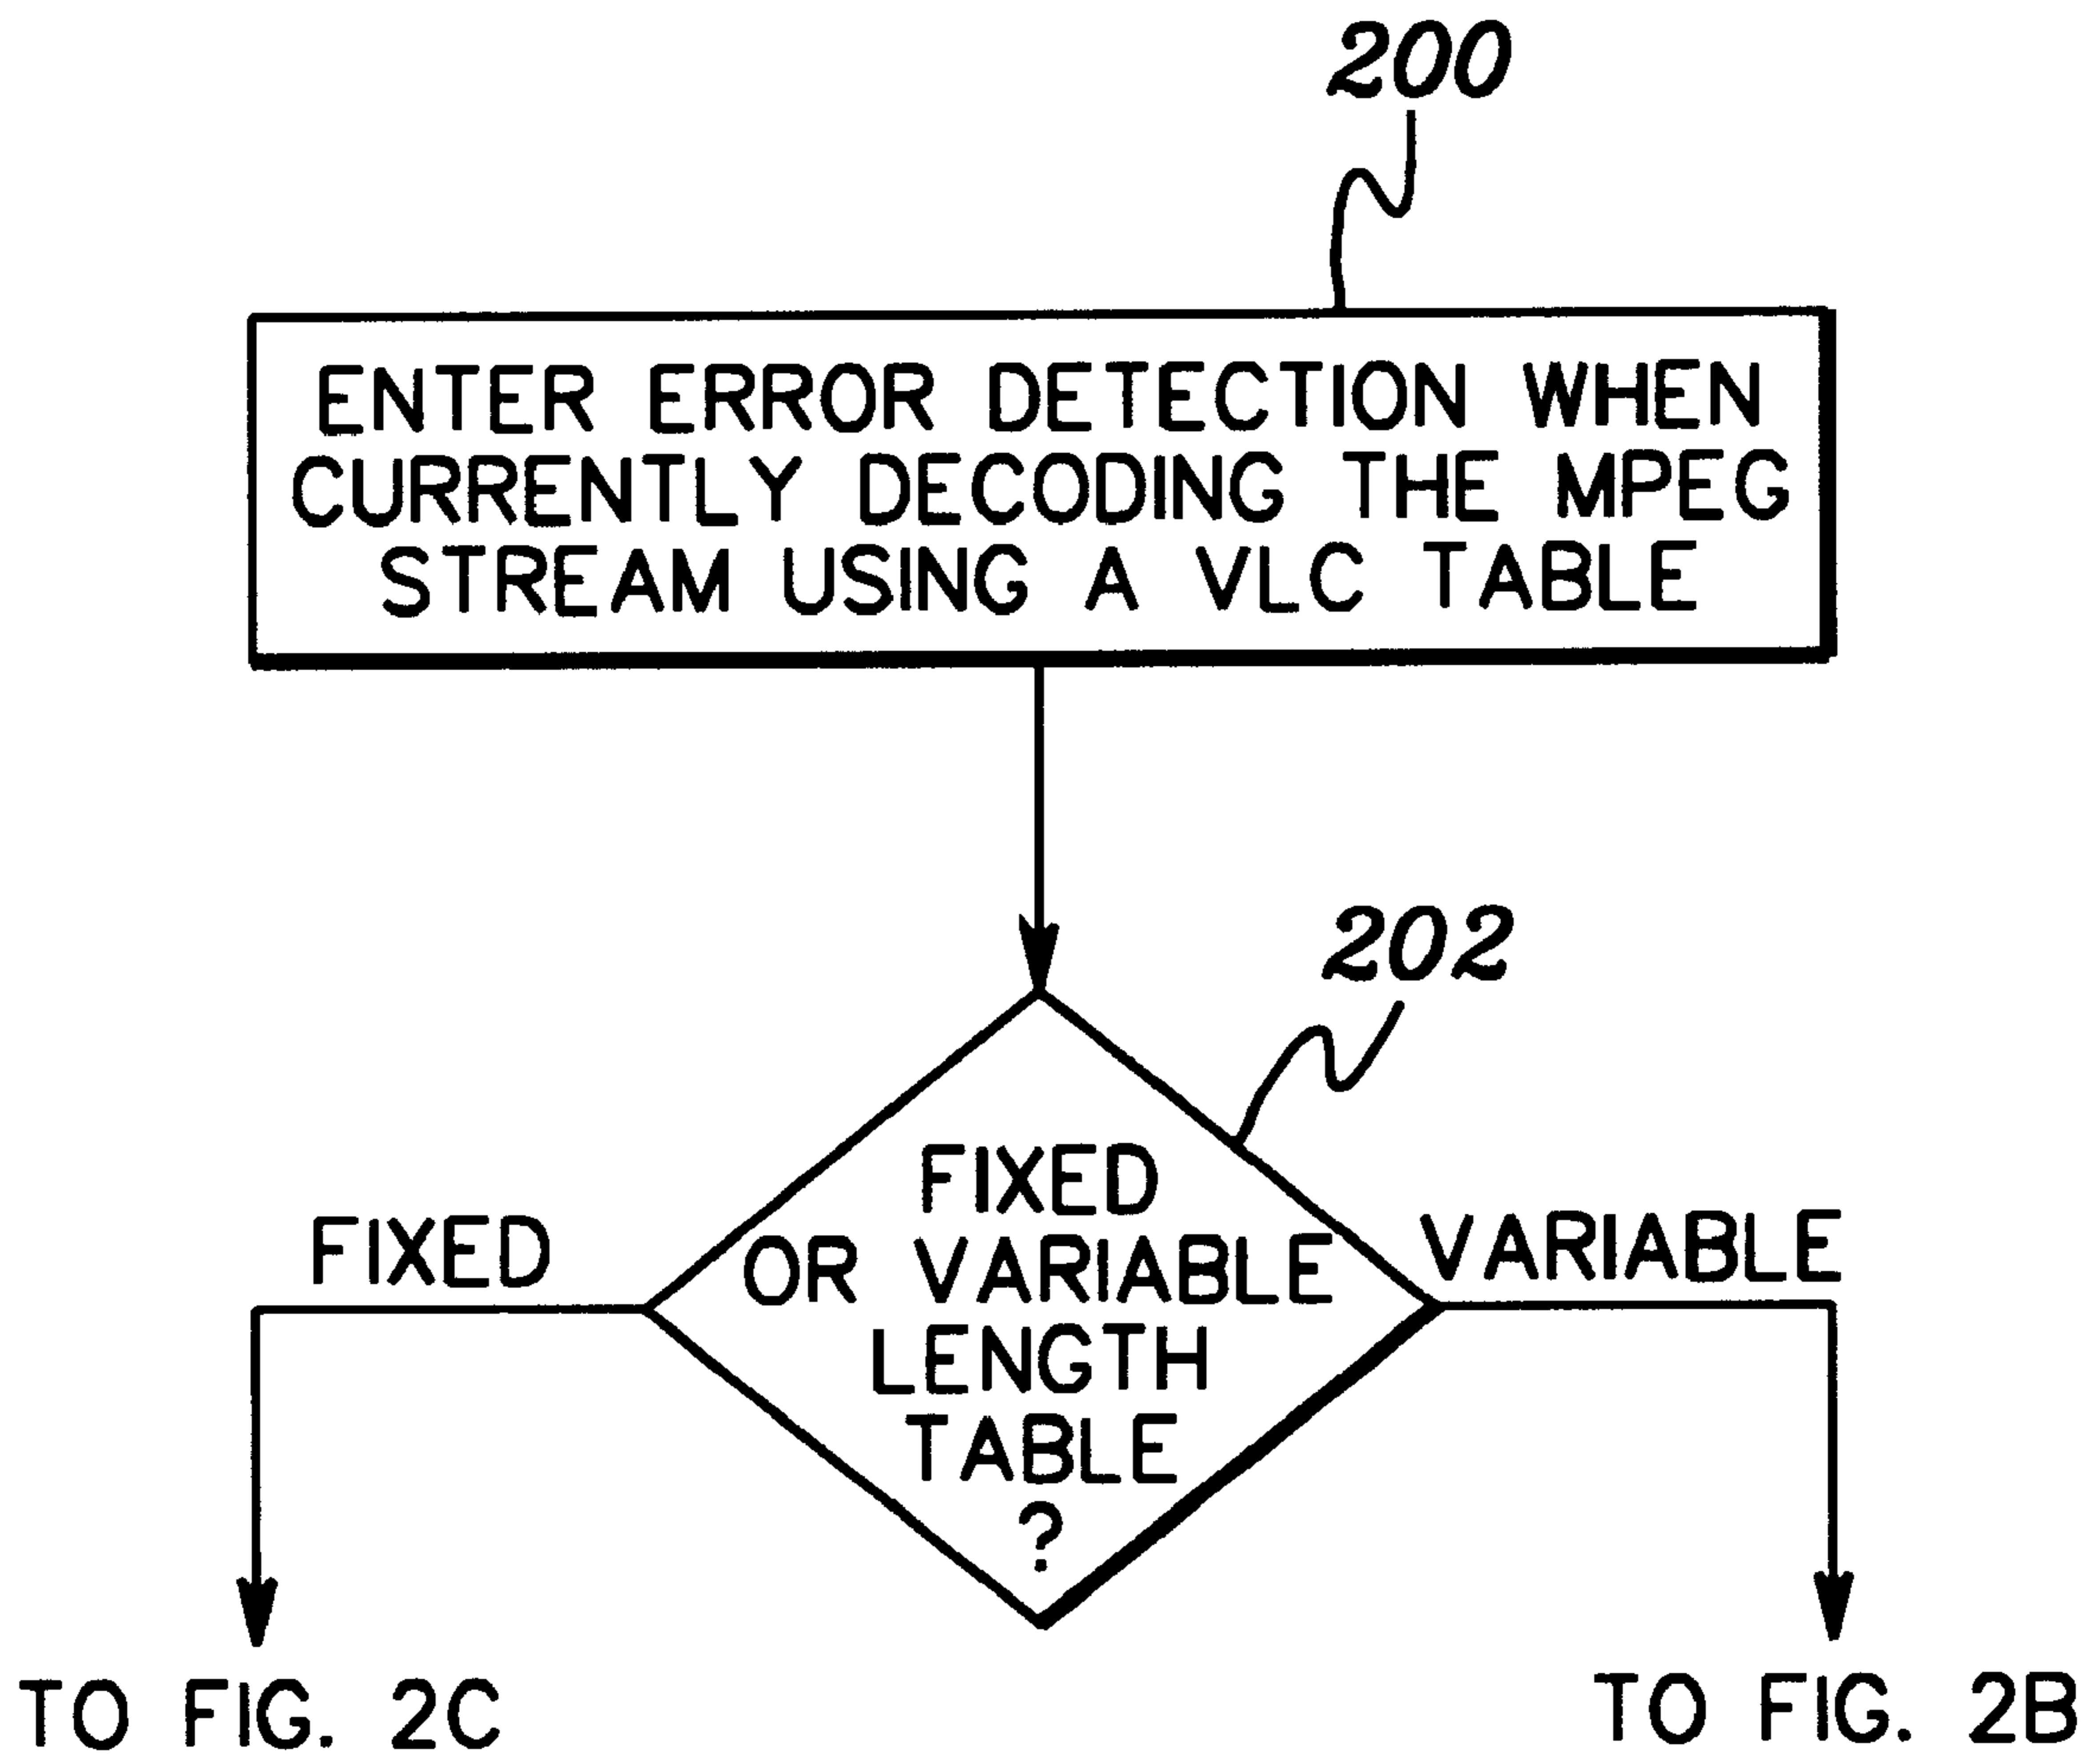 200
ENTER ERROR DETECTION WHEN
CURRENTLY DECODING THE MPEG
STREAM USING A VLC TABLE
202
FIXED
OR VARIABLE
LENGTH
TABLE
?
FIXED
VARIABLE
TO FIG. 2C
TO FIG. 2B